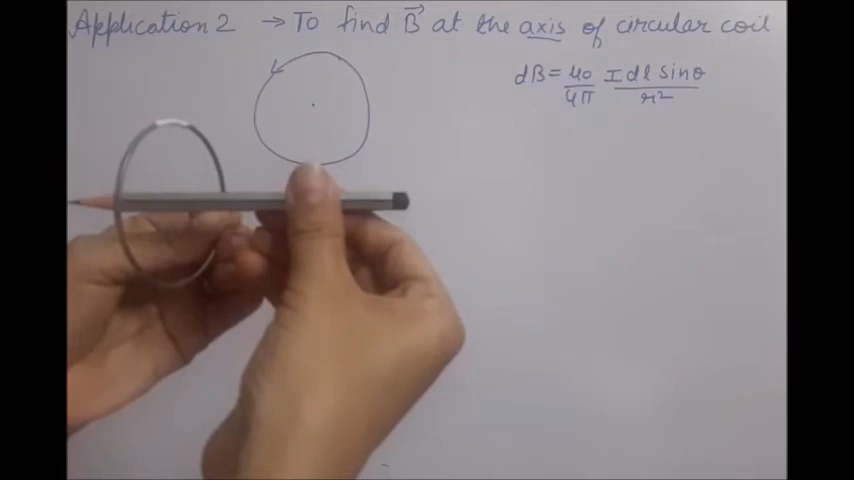 Application 2 → To find B⃗ at the axis of circular coil
dB = μ0/4π I dl sinθ/r²